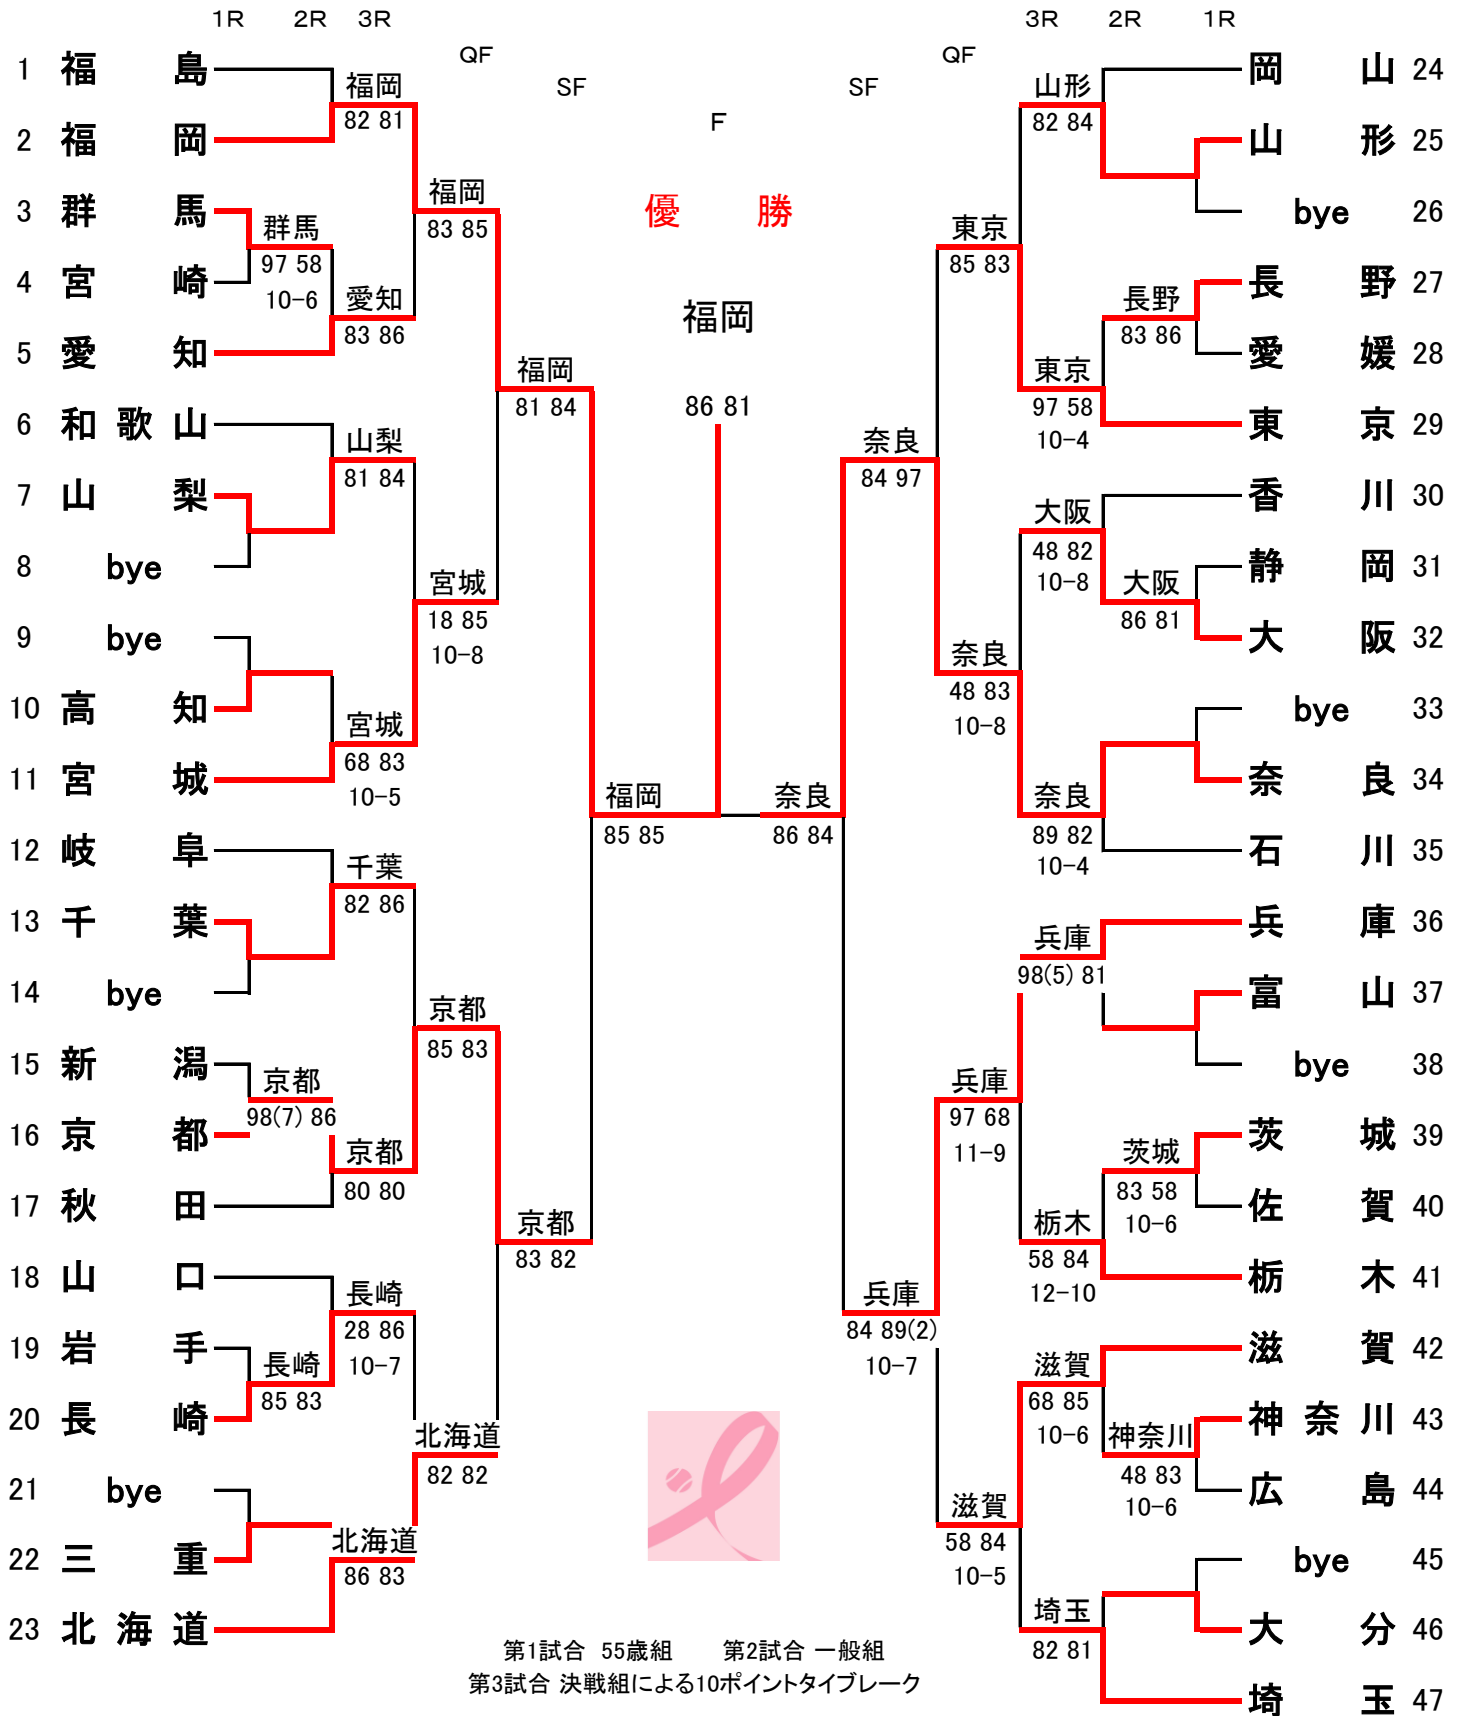 1R 2R 3R QF SF F SF QF 3R 2R 1R
1 福島
2 福岡
3 群馬
4 宮崎
5 愛知
6 和歌山
7 山梨
8 bye
9 bye
10 高知
11 宮城
12 岐阜
13 千葉
14 bye
15 新潟
16 京都
17 秋田
18 山口
19 岩手
20 長崎
21 bye
22 三重
23 北海道
群馬
97 58
10-6
京都
98(7) 86
長崎
85 83
福岡
82 81
愛知
83 86
山梨
81 84
宮城
68 83
10-5
千葉
82 86
京都
80 80
長崎
28 86
10-7
北海道
86 83
福岡
83 85
宮城
18 85
10-8
京都
85 83
北海道
82 82
福岡
81 84
京都
83 82
福岡
85 85
優勝
福岡
86 81
奈良
86 84
奈良
84 97
兵庫
84 89(2)
10-7
東京
85 83
奈良
48 83
10-8
兵庫
97 68
11-9
滋賀
58 84
10-5
山形
82 84
東京
97 58
10-4
大阪
48 82
10-8
奈良
89 82
10-4
兵庫
98(5) 81
栃木
58 84
12-10
滋賀
68 85
10-6
埼玉
82 81
長野
83 86
大阪
86 81
茨城
83 58
10-6
神奈川
48 83
10-6
岡山 24
山形 25
bye 26
長野 27
愛媛 28
東京 29
香川 30
静岡 31
大阪 32
bye 33
奈良 34
石川 35
兵庫 36
富山 37
bye 38
茨城 39
佐賀 40
栃木 41
滋賀 42
神奈川 43
広島 44
bye 45
大分 46
埼玉 47
第1試合 55歳組 第2試合 一般組
第3試合 決戦組による10ポイントタイブレーク